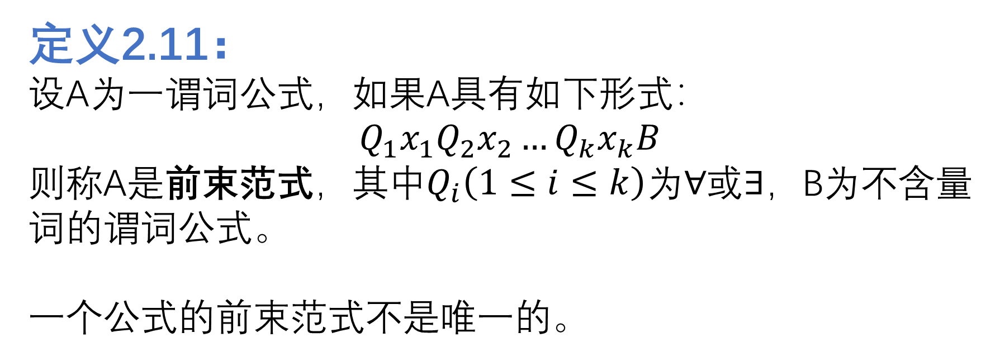 定义2.11:
设A为一谓词公式，如果A具有如下形式：
Q₁x₁Q₂x₂ … QₖxₖB
则称A是前束范式，其中Qᵢ(1 ≤ i ≤ k)为∀或∃，B为不含量
词的谓词公式。
一个公式的前束范式不是唯一的。